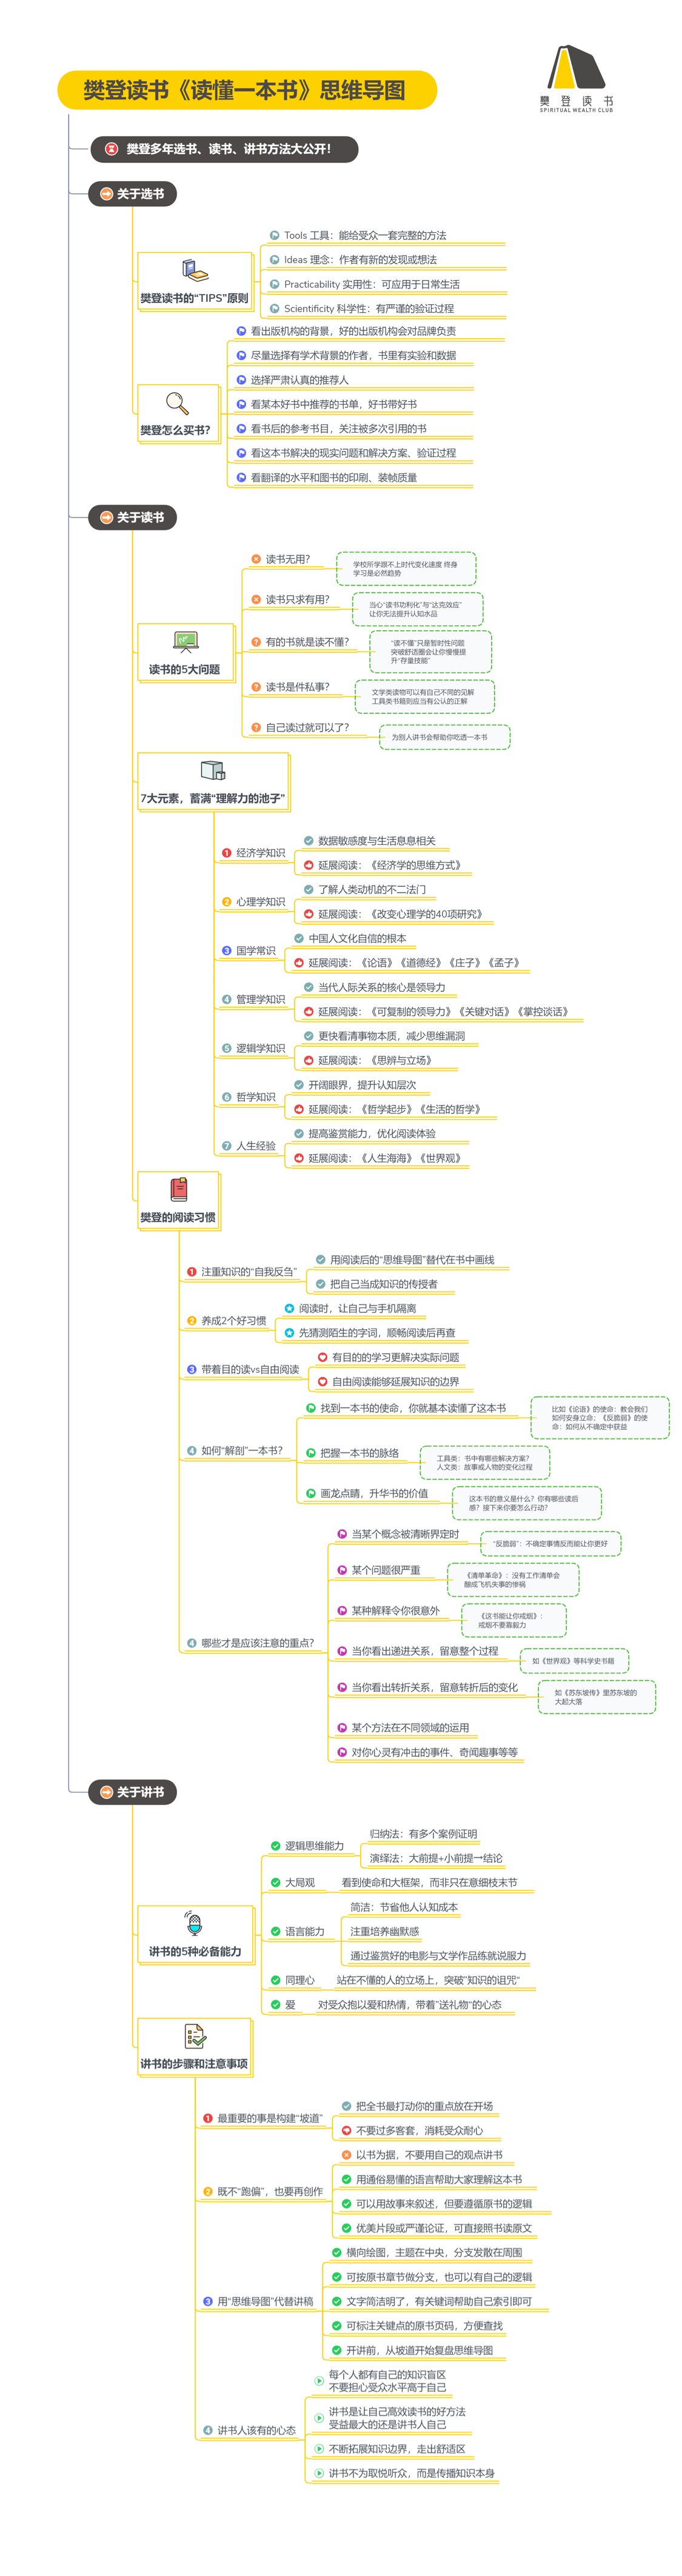 樊登读书《读懂一本书》思维导图
樊登读书
SPIRITUAL WEALTH CLUB
樊登多年选书、读书、讲书方法大公开！
关于选书
樊登读书的“TIPS”原则
Tools 工具：能给受众一套完整的方法
Ideas 理念：作者有新的发现或想法
Practicability 实用性：可应用于日常生活
Scientificity 科学性：有严谨的验证过程
樊登怎么买书？
看出版机构的背景，好的出版机构会对品牌负责
尽量选择有学术背景的作者，书里有实验和数据
选择严肃认真的推荐人
看某本好书中推荐的书单，好书带好书
看书后的参考书目，关注被多次引用的书
看这本书解决的现实问题和解决方案、验证过程
看翻译的水平和图书的印刷、装帧质量
关于读书
读书的5大问题
读书无用？
学校所学跟不上时代变化速度 终身
学习是必然趋势
读书只求有用？
当心“读书功利化”与“达克效应”
让你无法提升认知水品
有的书就是读不懂？
“读不懂”只是暂时性问题
突破舒适圈会让你慢慢提
升“存量技能”
读书是件私事？
文学类读物可以有自己不同的见解
工具类书籍则应当有公认的正解
自己读过就可以了？
为别人讲书会帮助你吃透一本书
7大元素，蓄满“理解力的池子”
1 经济学知识
数据敏感度与生活息息相关
延展阅读：《经济学的思维方式》
2 心理学知识
了解人类动机的不二法门
延展阅读：《改变心理学的40项研究》
3 国学常识
中国人文化自信的根本
延展阅读：《论语》《道德经》《庄子》《孟子》
4 管理学知识
当代人际关系的核心是领导力
延展阅读：《可复制的领导力》《关键对话》《掌控谈话》
5 逻辑学知识
更快看清事物本质，减少思维漏洞
延展阅读：《思辨与立场》
6 哲学知识
开阔眼界，提升认知层次
延展阅读：《哲学起步》《生活的哲学》
7 人生经验
提高鉴赏能力，优化阅读体验
延展阅读：《人生海海》《世界观》
樊登的阅读习惯
1 注重知识的“自我反刍”
用阅读后的“思维导图”替代在书中画线
把自己当成知识的传授者
2 养成2个好习惯
阅读时，让自己与手机隔离
先猜测陌生的字词，顺畅阅读后再查
3 带着目的读vs自由阅读
有目的的学习更解决实际问题
自由阅读能够延展知识的边界
4 如何“解剖”一本书？
找到一本书的使命，你就基本读懂了这本书
比如《论语》的使命：教会我们
如何安身立命；《反脆弱》的使
命：如何从不确定中获益
把握一本书的脉络
工具类：书中有哪些解决方案？
人文类：故事或人物的变化过程
画龙点睛，升华书的价值
这本书的意义是什么？你有哪些读后
感？接下来你要怎么行动？
4 哪些才是应该注意的重点？
当某个概念被清晰界定时
“反脆弱”：不确定事情反而能让你更好
某个问题很严重
《清单革命》：没有工作清单会
酿成飞机失事的惨祸
某种解释令你很意外
《这书能让你戒烟》：
戒烟不要靠毅力
当你看出递进关系，留意整个过程
如《世界观》等科学史书籍
当你看出转折关系，留意转折后的变化
如《苏东坡传》里苏东坡的
大起大落
某个方法在不同领域的运用
对你心灵有冲击的事件、奇闻趣事等等
关于讲书
讲书的5种必备能力
逻辑思维能力
归纳法：有多个案例证明
演绎法：大前提+小前提→结论
大局观
看到使命和大框架，而非只在意细枝末节
语言能力
简洁：节省他人认知成本
注重培养幽默感
通过鉴赏好的电影与文学作品练就说服力
同理心
站在不懂的人的立场上，突破“知识的诅咒”
爱
对受众抱以爱和热情，带着“送礼物”的心态
讲书的步骤和注意事项
1 最重要的事是构建“坡道”
把全书最打动你的重点放在开场
不要过多客套，消耗受众耐心
2 既不“跑偏”，也要再创作
以书为据，不要用自己的观点讲书
用通俗易懂的语言帮助大家理解这本书
可以用故事来叙述，但要遵循原书的逻辑
优美片段或严谨论证，可直接照书读原文
3 用“思维导图”代替讲稿
横向绘图，主题在中央，分支发散在周围
可按原书章节做分支，也可以有自己的逻辑
文字简洁明了，有关键词帮助自己索引即可
可标注关键点的原书页码，方便查找
开讲前，从坡道开始复盘思维导图
4 讲书人该有的心态
每个人都有自己的知识盲区
不要担心受众水平高于自己
讲书是让自己高效读书的好方法
受益最大的还是讲书人自己
不断拓展知识边界，走出舒适区
讲书不为取悦听众，而是传播知识本身